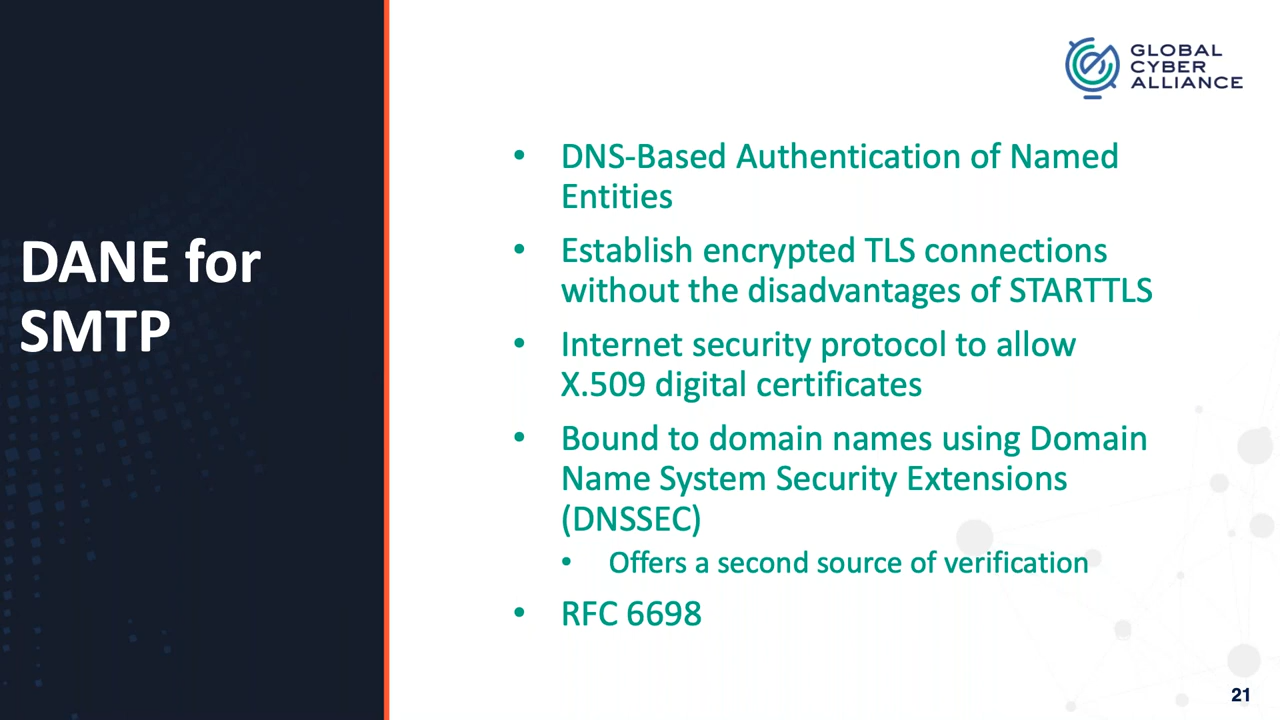 GLOBAL
CYBER
ALLIANCE
DANE for
SMTP
• DNS-Based Authentication of Named
Entities
• Establish encrypted TLS connections
without the disadvantages of STARTTLS
• Internet security protocol to allow
X.509 digital certificates
• Bound to domain names using Domain
Name System Security Extensions
(DNSSEC)
• Offers a second source of verification
• RFC 6698
21